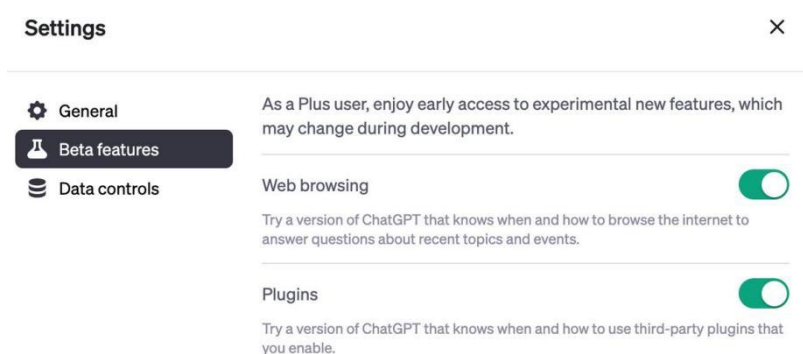 Settings
General
Beta features
Data controls
As a Plus user, enjoy early access to experimental new features, which
may change during development.
Web browsing
Try a version of ChatGPT that knows when and how to browse the internet to
answer questions about recent topics and events.
Plugins
Try a version of ChatGPT that knows when and how to use third-party plugins that
you enable.